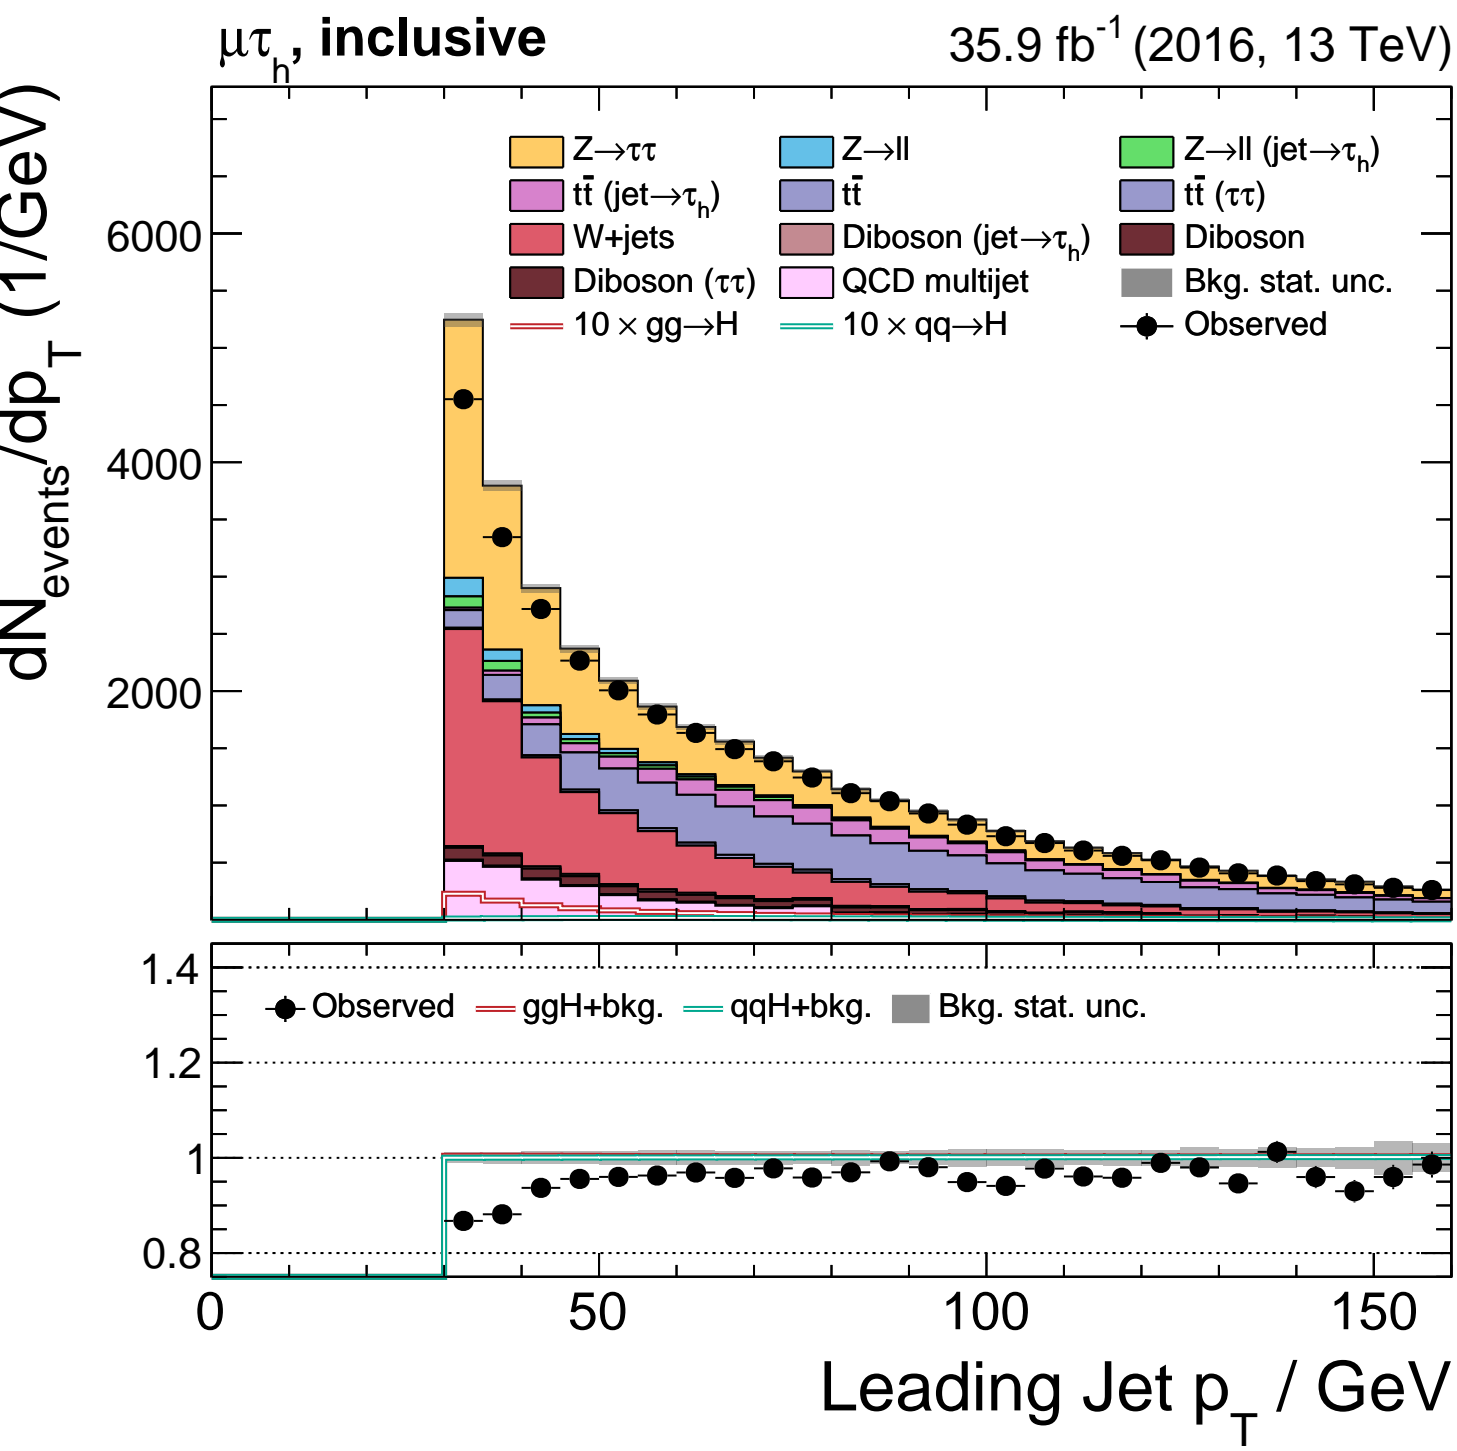 μτh, inclusive
35.9 fb-1 (2016, 13 TeV)
dNevents/dpT (1/GeV)
Z→ττ Z→ll Z→ll (jet→τh)
tt̄ (jet→τh) tt̄ tt̄ (ττ)
W+jets Diboson (jet→τh) Diboson
Diboson (ττ) QCD multijet Bkg. stat. unc.
10 × gg→H 10 × qq→H Observed
6000
4000
2000
Observed ggH+bkg. qqH+bkg. Bkg. stat. unc.
1.4
1.2
1
0.8
0 50 100 150
Leading Jet pT / GeV